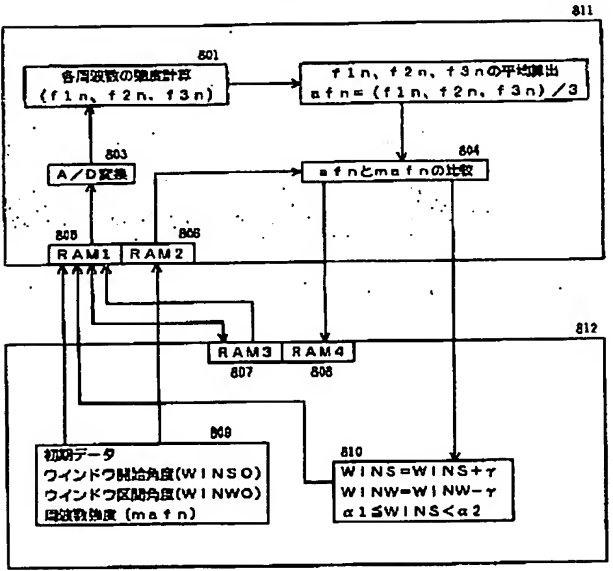 811
801
各周波数の強度計算
(f1n、f2n、f3n)
f1n、f2n、f3nの平均算出
afn=(f1n、f2n、f3n)/3
803
A/D変換
804
afnとmafnの比較
805
806
RAM1
RAM2
812
RAM3
RAM4
807
808
809
初期データ
ウインドウ開始角度(WINSO)
ウインドウ区間角度(WINWO)
周波数強度(mafn)
810
WINS=WINS+γ
WINW=WINW-γ
α1≦WINS<α2